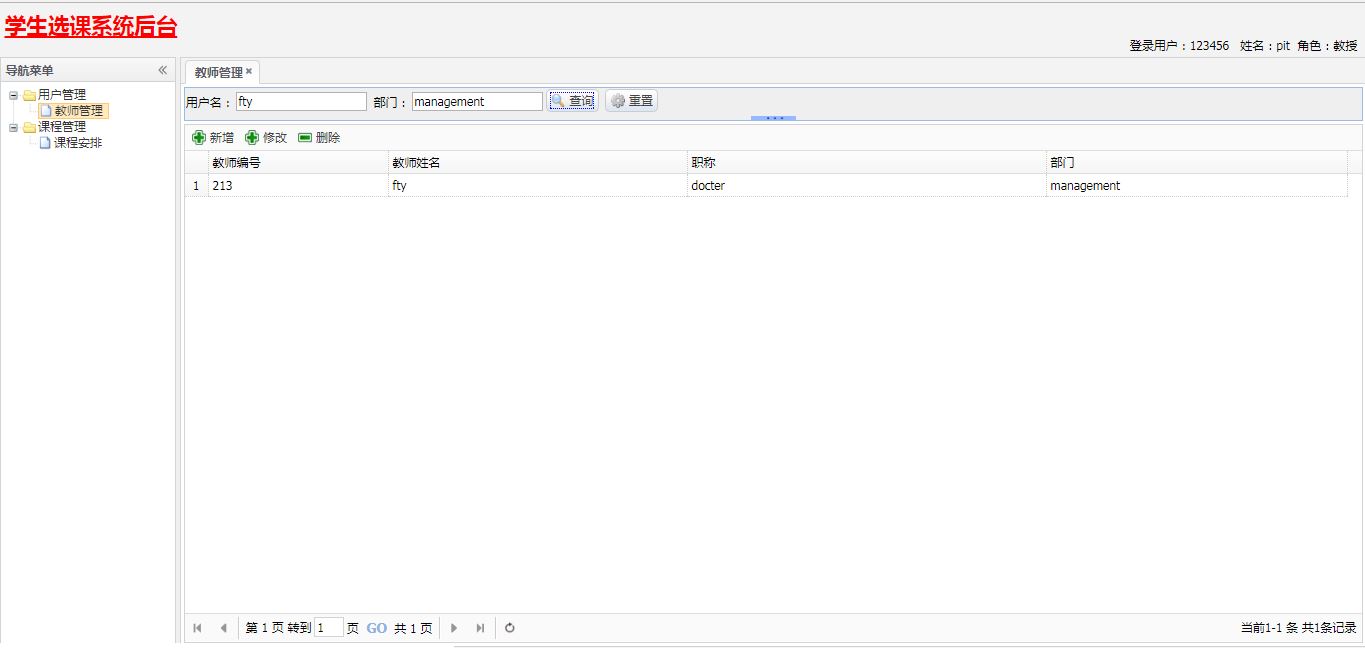 学生选课系统后台
登录用户：123456 姓名：pit 角色：教授
导航菜单
用户管理
教师管理
课程管理
课程安排
教师管理
用户名： fty 部门： management 查询 重置
新增 修改 删除
教师编号 教师姓名 职称 部门
1 213 fty docter management
第 1 页 转到 1 页 GO 共 1 页
当前1-1 条 共1条记录